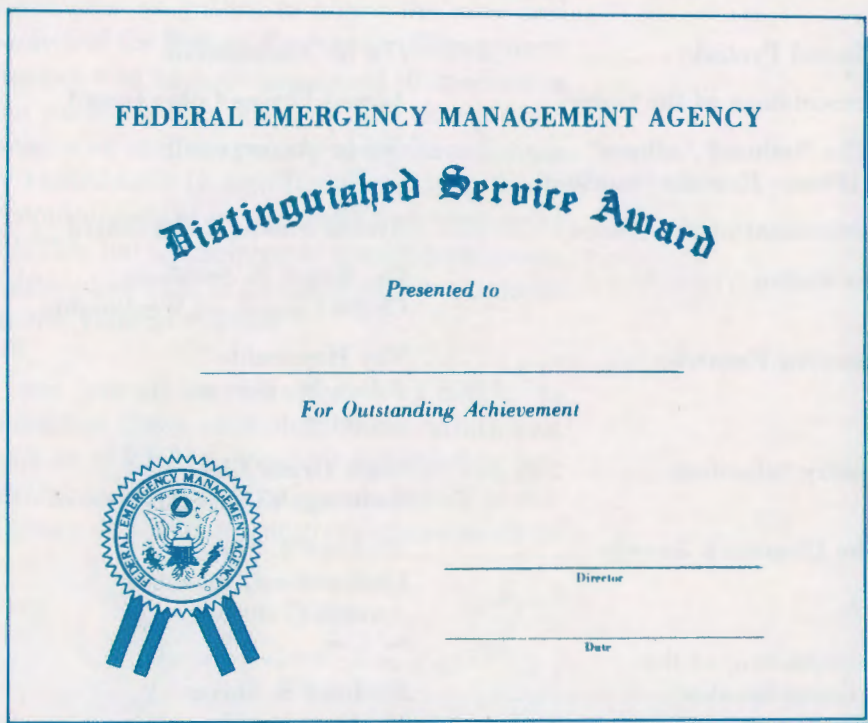 FEDERAL EMERGENCY MANAGEMENT AGENCY
Distinguished Service Award
Presented to
For Outstanding Achievement
FEDERAL EMERGENCY MANAGEMENT AGENCY
Director
Date